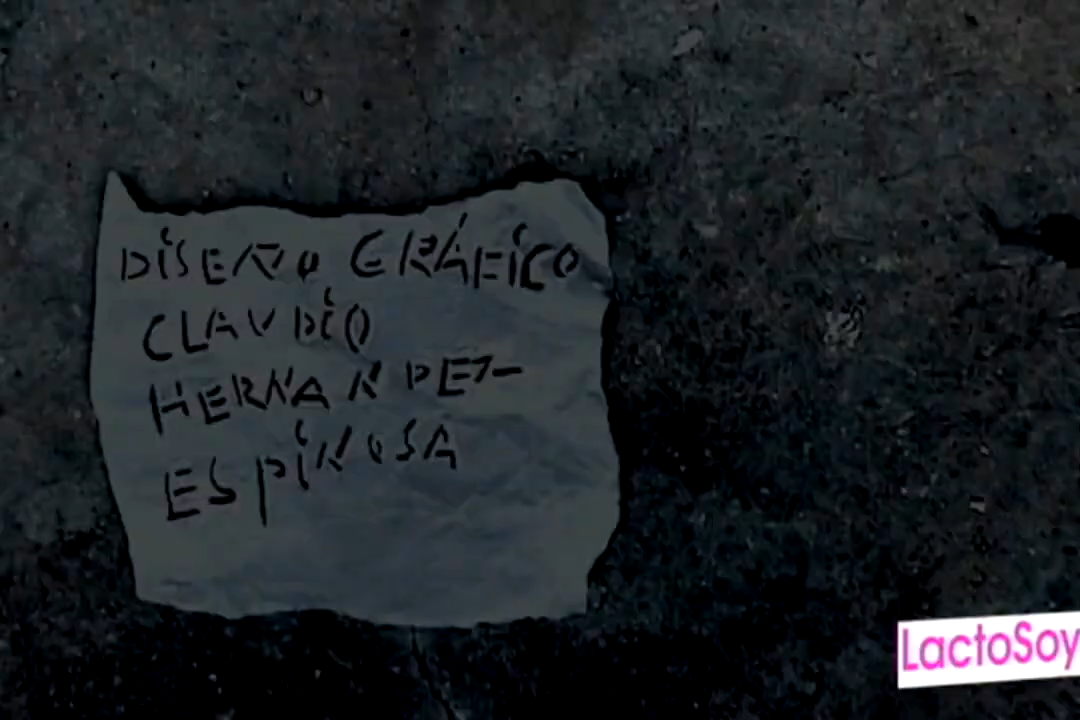 DISEÑO GRÁFICO
CLAUDIO
HERNANDEZ
ESPINOSA
LactoSoy